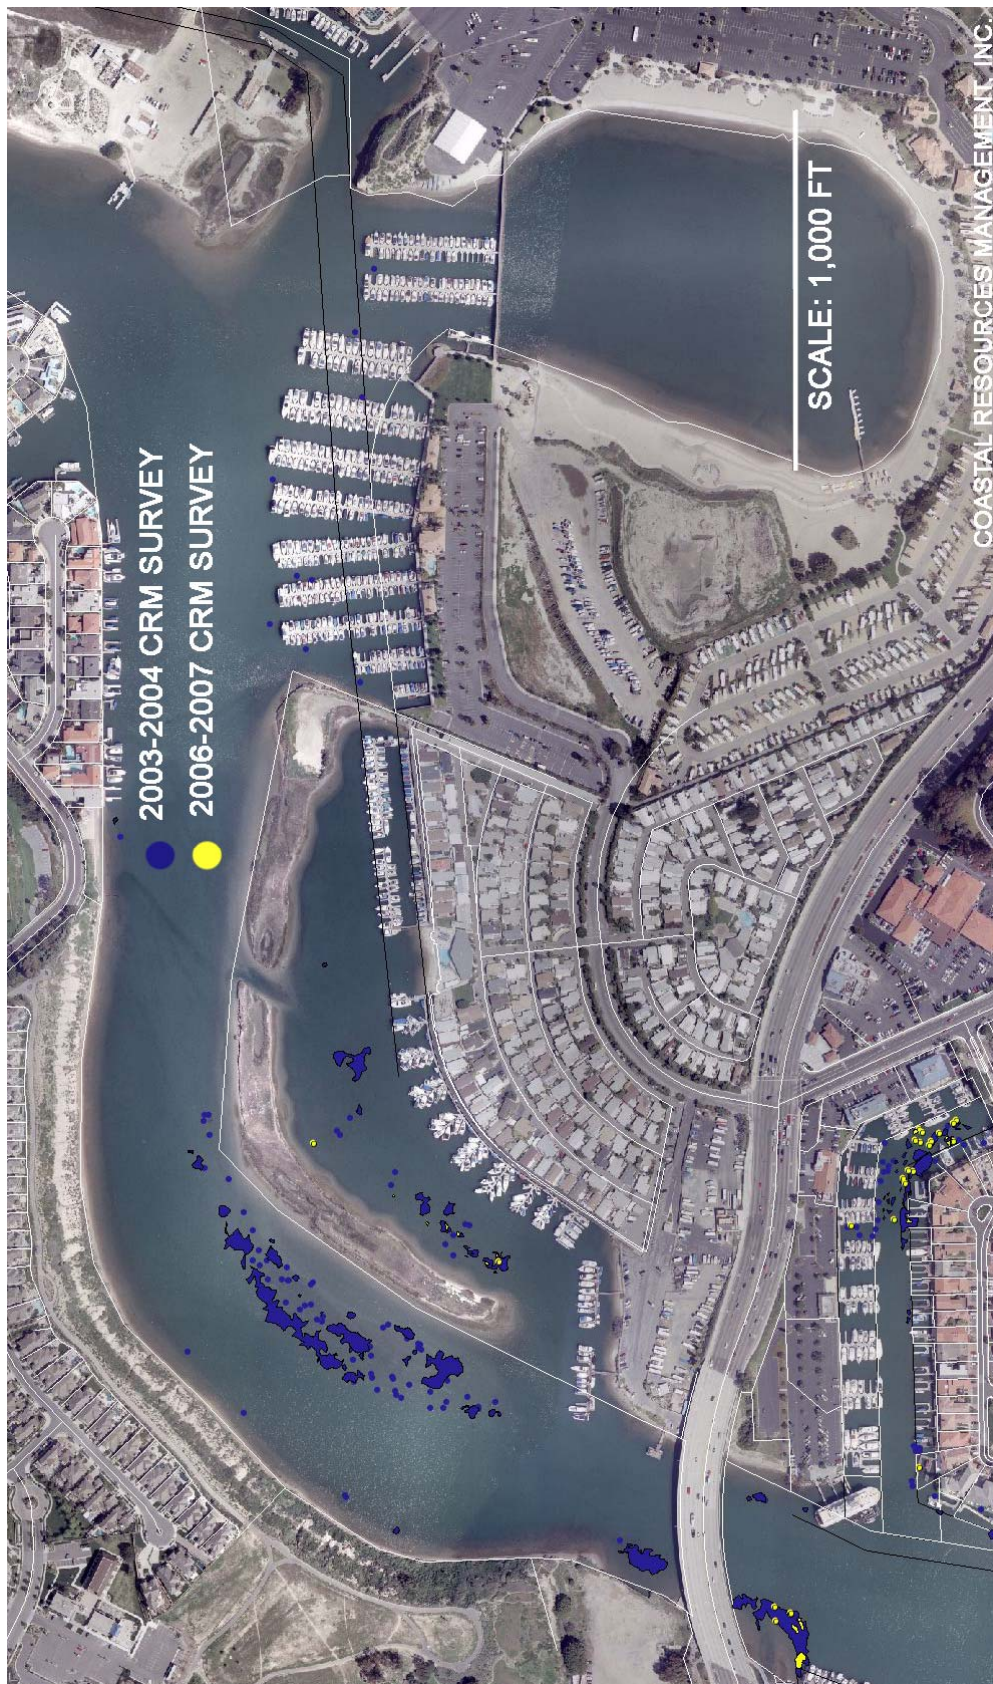 2003-2004 CRM SURVEY
2006-2007 CRM SURVEY
SCALE: 1,000 FT
COASTAL RESOURCES MANAGEMENT, INC.